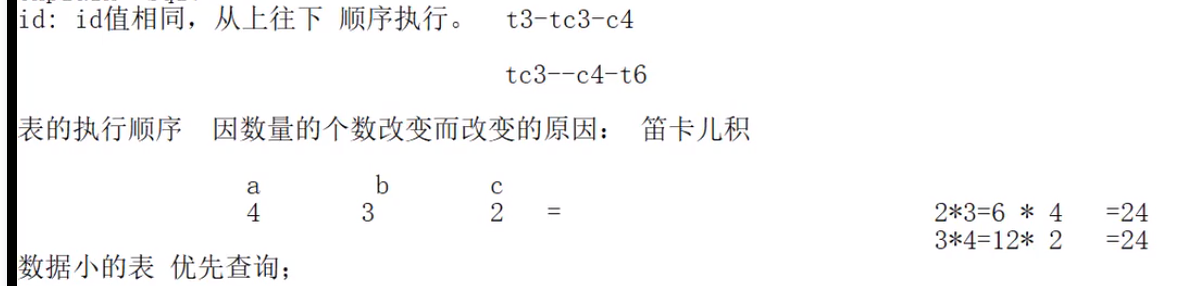 id: id值相同，从上往下 顺序执行。 t3-tc3-c4
tc3--c4-t6
表的执行顺序 因数量的个数改变而改变的原因： 笛卡儿积
a b c
4 3 2 = 2*3=6 * 4 =24
3*4=12* 2 =24
数据小的表 优先查询；